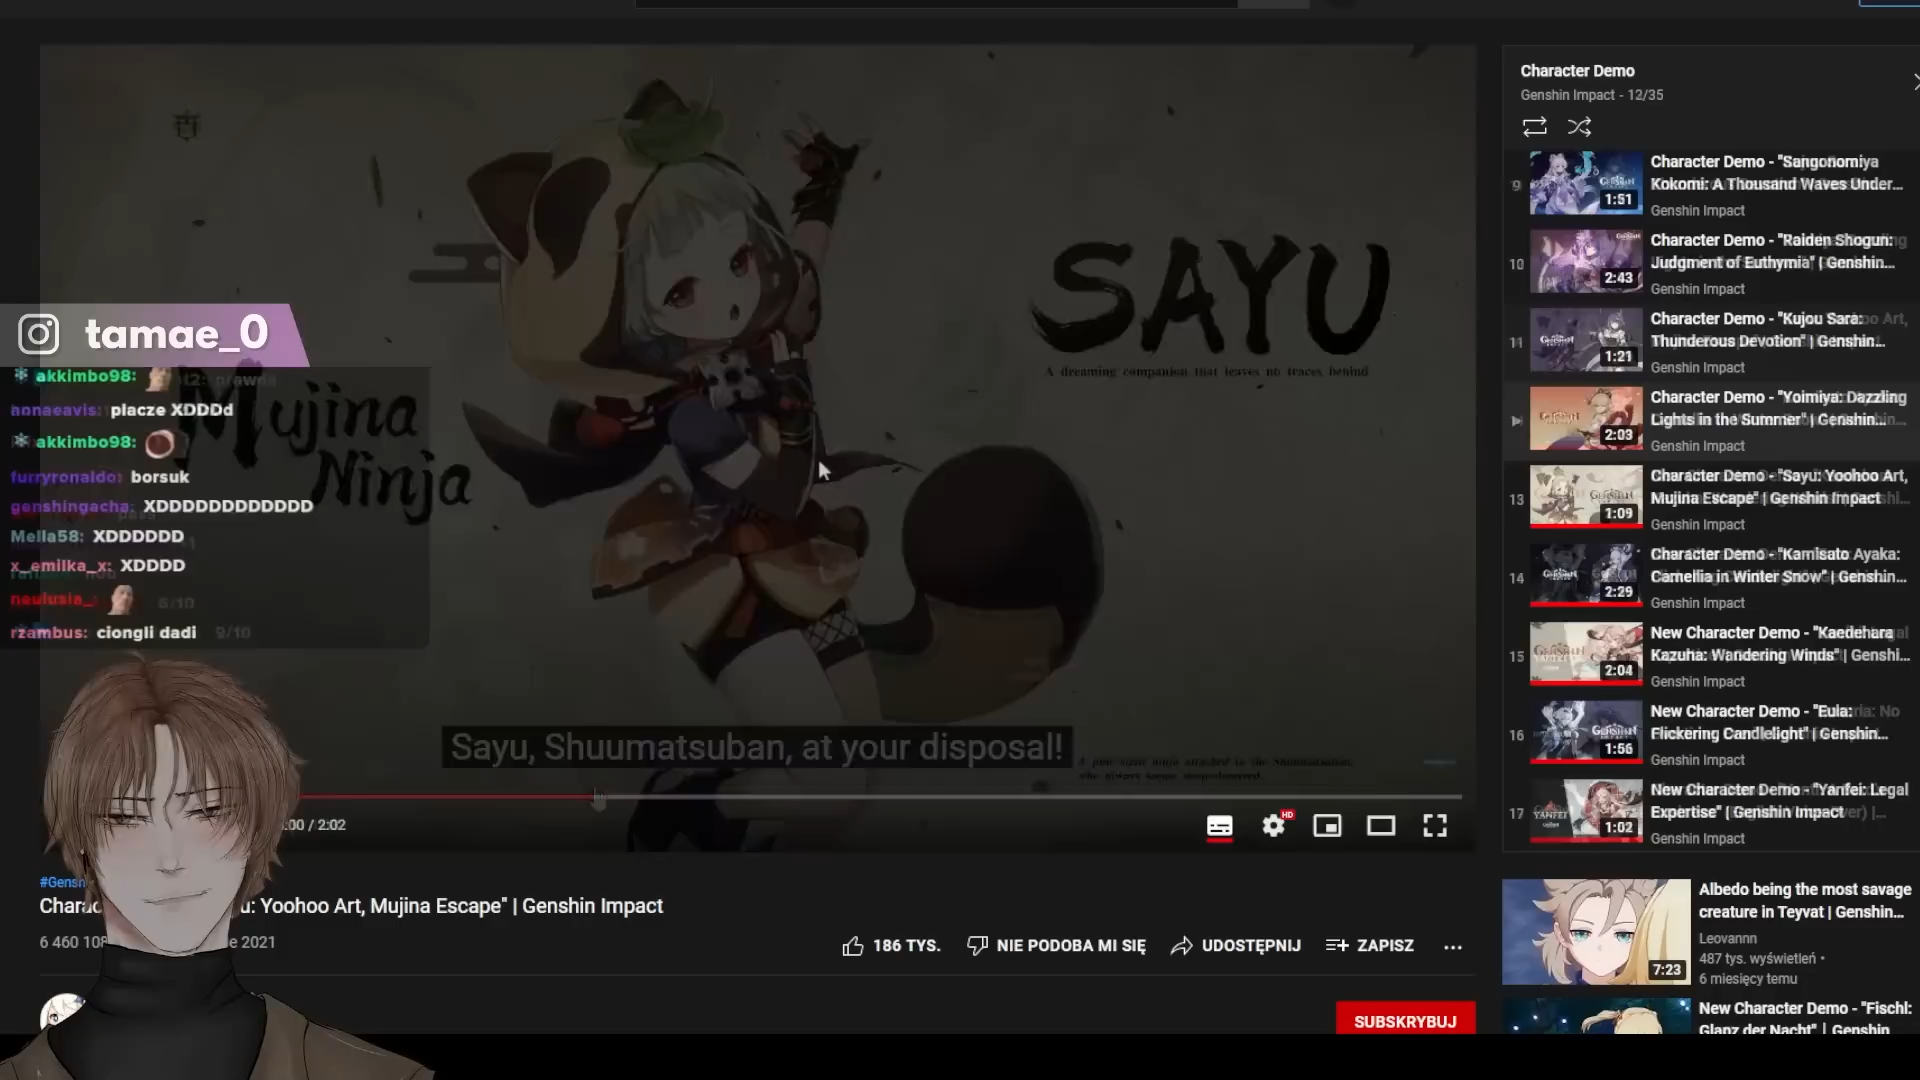 SAYU
A dreaming companion that leaves no traces behind
Mujina
Ninja
Sayu, Shuumatsuban, at your disposal!
:00 / 2:02
HD
tamae_0
akkimbo98:
nonaeavis: placze XDDDd
akkimbo98:
furryronaldo: borsuk
genshingacha: XDDDDDDDDDDDDD
Mella58: XDDDDDD
x_emilka_x: XDDDD
neulusia_:
rzambus: ciongli dadi
#Gensh
Charac
u: Yoohoo Art, Mujina Escape" | Genshin Impact
6 460 108
e 2021
186 TYS.
NIE PODOBA MI SIĘ
UDOSTĘPNIJ
ZAPISZ
SUBSKRYBUJ
Character Demo
Genshin Impact - 12/35
9
1:51
Character Demo - "Sangonomiya
Kokomi: A Thousand Waves Under...
Genshin Impact
10
2:43
Character Demo - "Raiden Shogun:
Judgment of Euthymia" | Genshin...
Genshin Impact
11
1:21
Character Demo - "Kujou Sara:
Thunderous Devotion" | Genshin...
Genshin Impact
2:03
Character Demo - "Yoimiya: Dazzling
Lights in the Summer" | Genshin...
Genshin Impact
13
1:09
Character Demo - "Sayu: Yoohoo Art,
Mujina Escape" | Genshin Impact
Genshin Impact
14
2:29
Character Demo - "Kamisato Ayaka:
Camellia in Winter Snow" | Genshin...
Genshin Impact
15
2:04
New Character Demo - "Kaedehara
Kazuha: Wandering Winds" | Genshi...
Genshin Impact
16
1:56
New Character Demo - "Eula:
Flickering Candlelight" | Genshin...
Genshin Impact
17
1:02
New Character Demo - "Yanfei: Legal
Expertise" | Genshin Impact
Genshin Impact
7:23
Albedo being the most savage
creature in Teyvat | Genshin...
Leovannn
487 tys. wyświetleń •
6 miesięcy temu
New Character Demo - "Fischl:
Glanz der Nacht" | Genshin